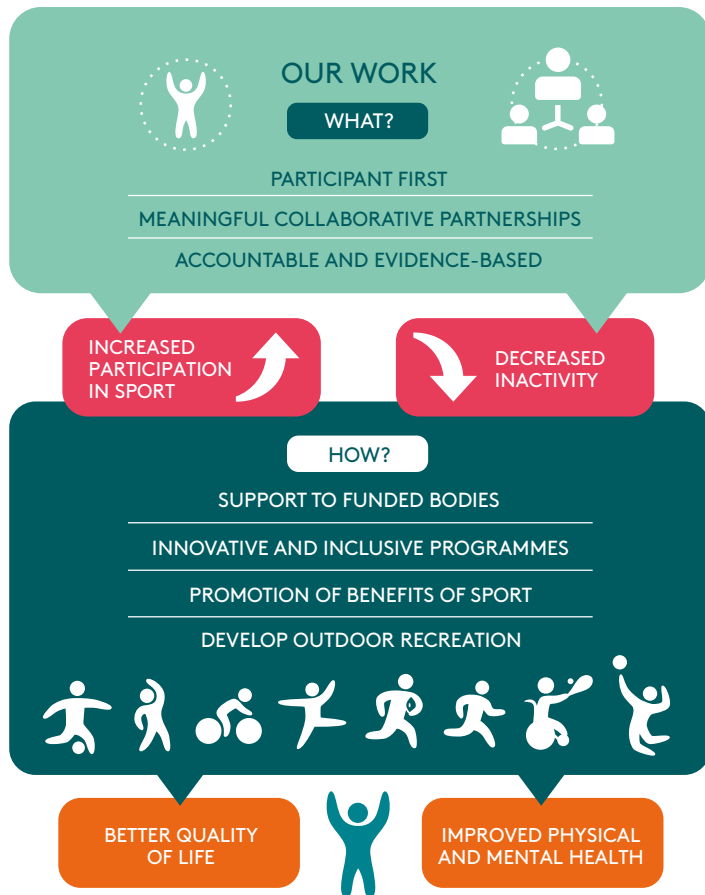 OUR WORK
WHAT?
PARTICIPANT FIRST
MEANINGFUL COLLABORATIVE PARTNERSHIPS
ACCOUNTABLE AND EVIDENCE-BASED
INCREASED
PARTICIPATION
IN SPORT
DECREASED
INACTIVITY
HOW?
SUPPORT TO FUNDED BODIES
INNOVATIVE AND INCLUSIVE PROGRAMMES
PROMOTION OF BENEFITS OF SPORT
DEVELOP OUTDOOR RECREATION
BETTER QUALITY
OF LIFE
IMPROVED PHYSICAL
AND MENTAL HEALTH